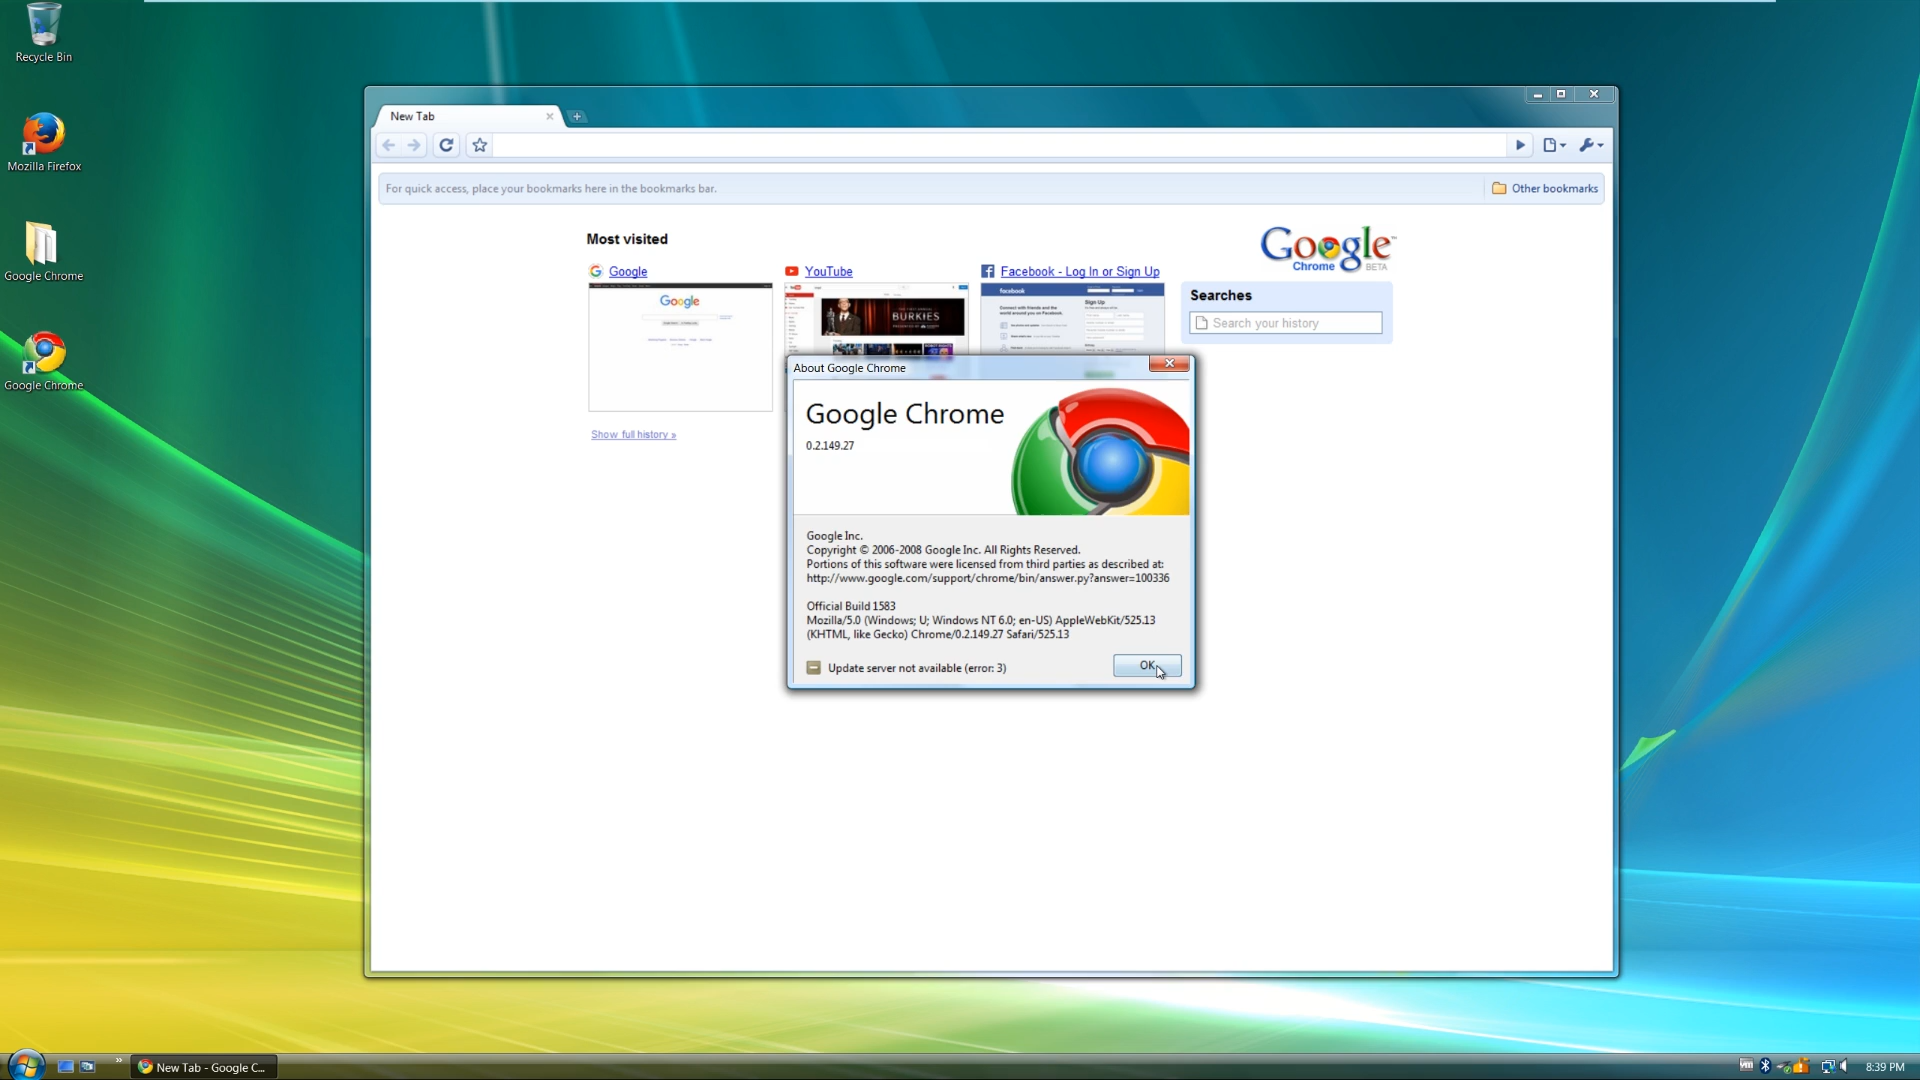 Recycle Bin
Mozilla Firefox
Google Chrome
Google Chrome
New Tab
For quick access, place your bookmarks here in the bookmarks bar.
Other bookmarks
Most visited
Google
YouTube
Facebook - Log In or Sign Up
Google
Chrome BETA
Searches
Search your history
Google
BURKIES
facebook
Sign Up
Show full history »
About Google Chrome
Google Chrome
0.2.149.27
Google Inc.
Copyright © 2006-2008 Google Inc. All Rights Reserved.
Portions of this software were licensed from third parties as described at:
http://www.google.com/support/chrome/bin/answer.py?answer=100336
Official Build 1583
Mozilla/5.0 (Windows; U; Windows NT 6.0; en-US) AppleWebKit/525.13
(KHTML, like Gecko) Chrome/0.2.149.27 Safari/525.13
Update server not available (error: 3)
OK
New Tab - Google C...
8:39 PM